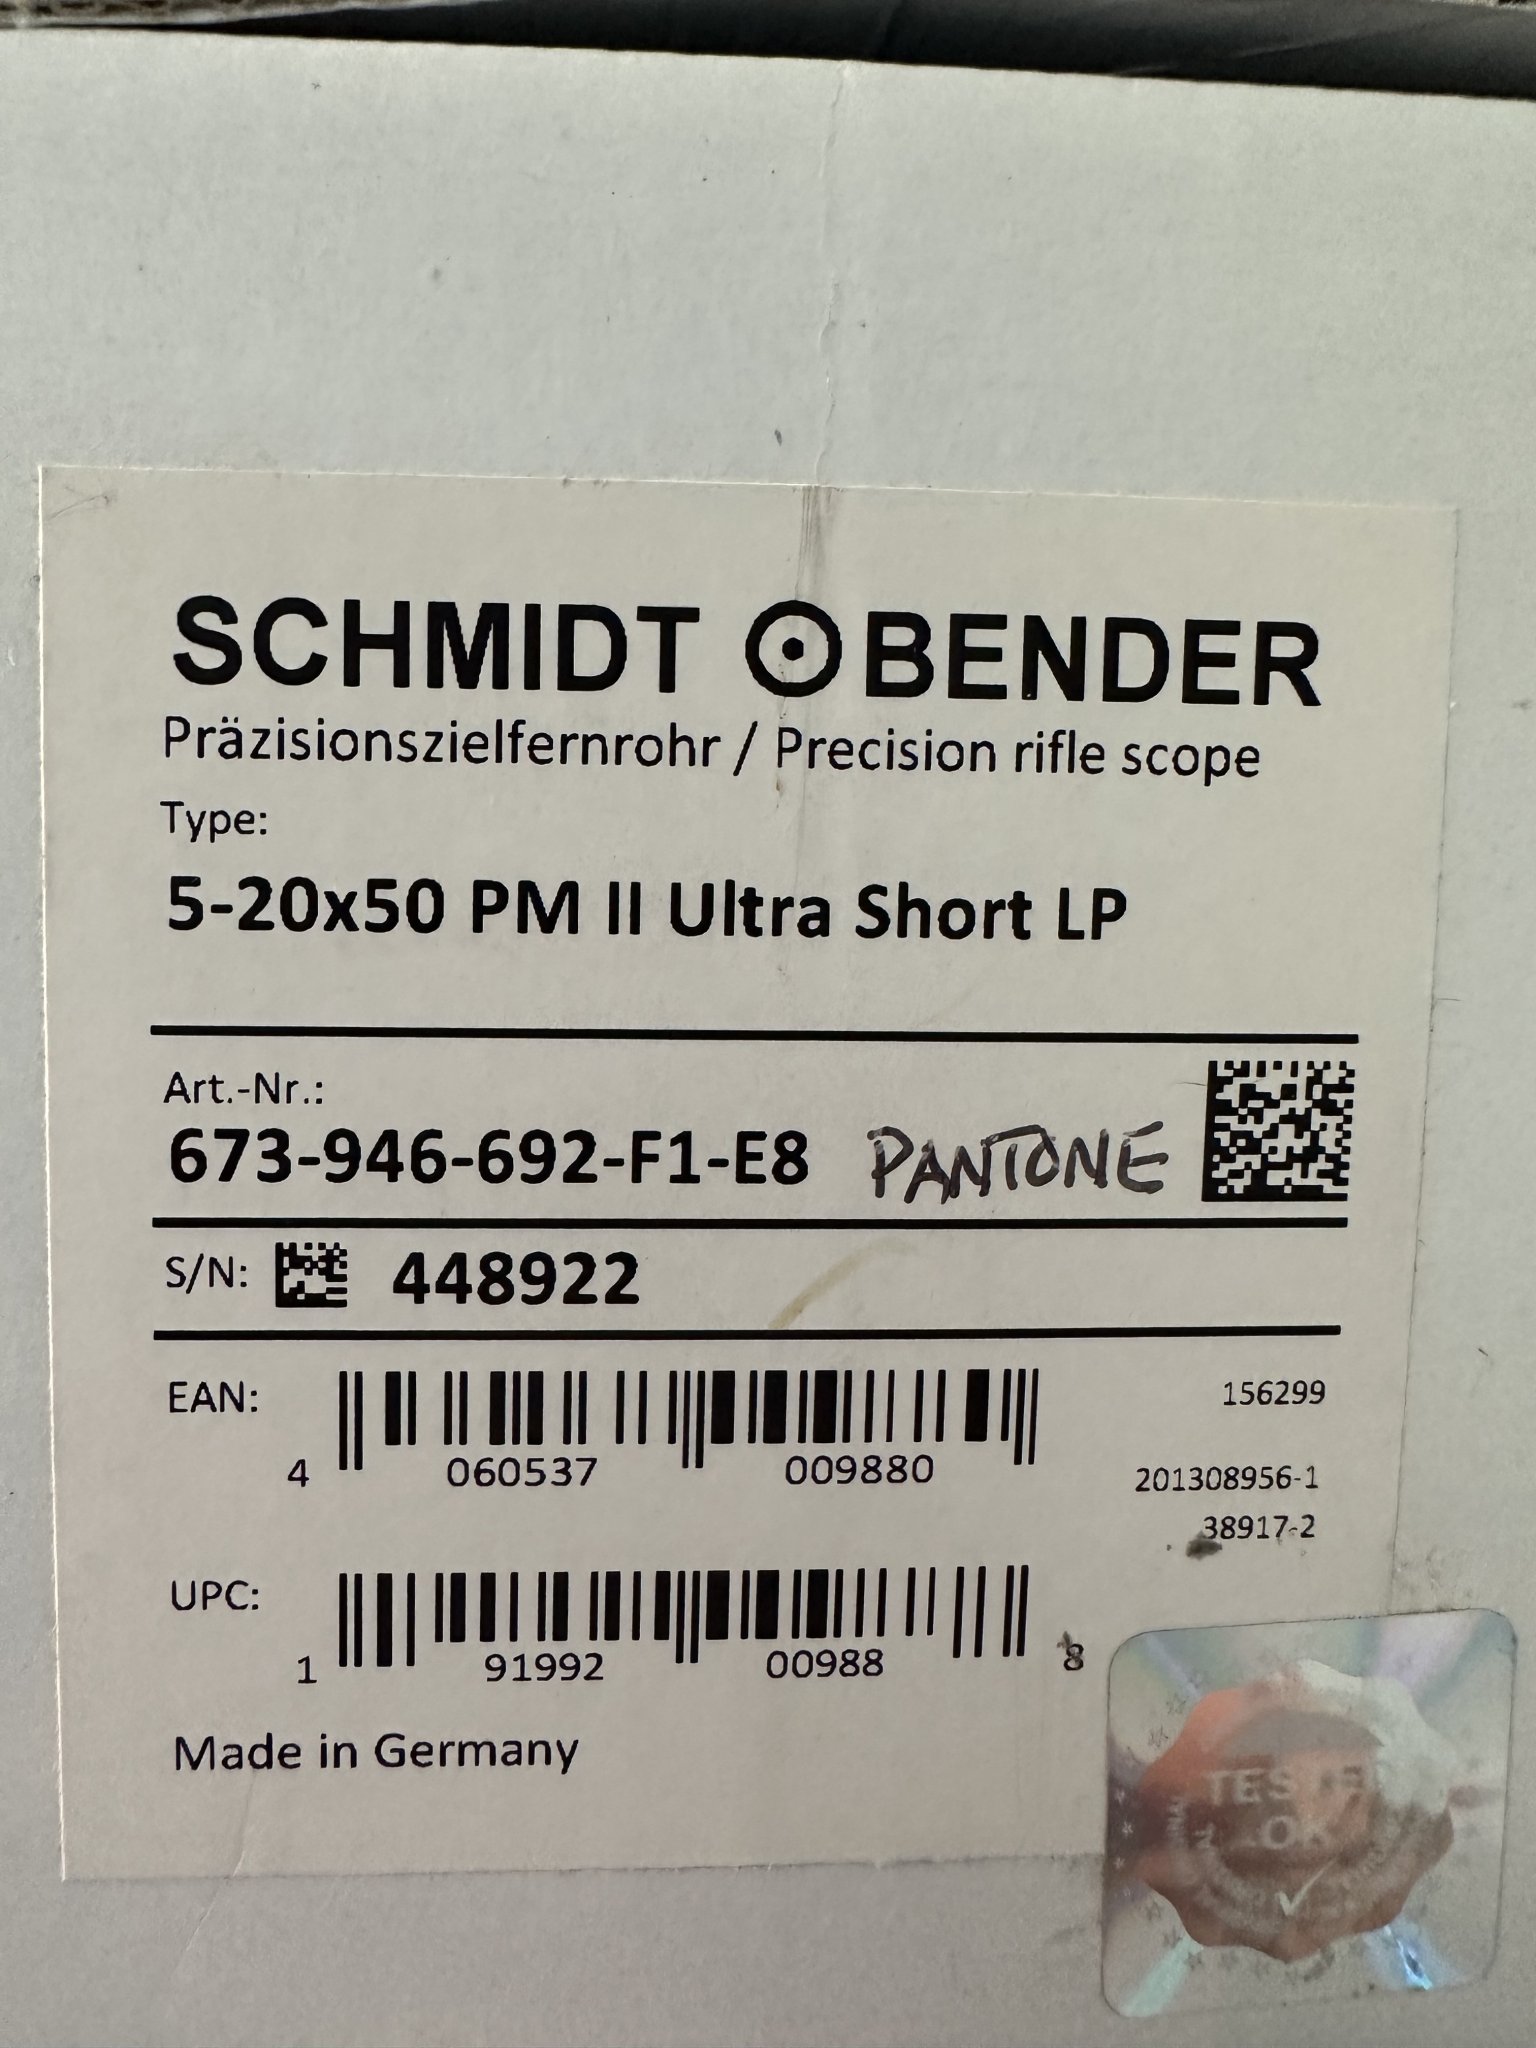 SCHMIDT BENDER
Präzisionszielfernrohr / Precision rifle scope
Type:
5-20x50 PM II Ultra Short LP
Art.-Nr.:
673-946-692-F1-E8 PANTONE
S/N: 448922
EAN: 4 060537 009880
156299
201308956-1
38917-2
UPC: 1 91992 00988 8
Made in Germany
TESTED
OK